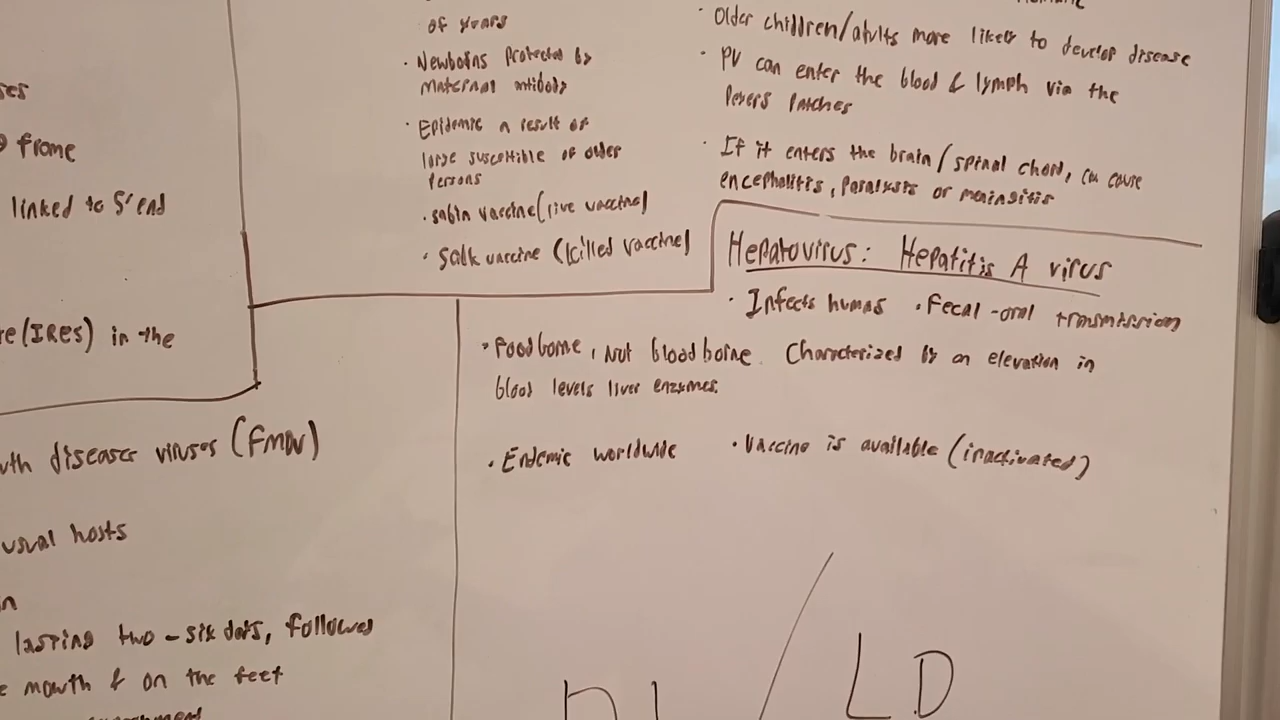 of years
· Newborns protected by
maternal antibody
· Epidemic a result of
large susceptible of older
persons
· sabin vaccine (live vaccine)
· Salk vaccine (killed vaccine)
· Older children/adults more likely to develop disease
· PV can enter the blood & lymph via the
Peyers Patches
· If it enters the brain/spinal chord, can cause
encephalitis, Paralysis or meningitis
ses
frame
linked to 5' end
re (IRES) in the
Hepatovirus: Hepatitis A virus
· Infects humas · Fecal-oral transmission
· Foodborne, Not bloodborne. Characterized by an elevation in
blood levels liver enzymes.
· Endemic worldwide · Vaccine is available (inactivated)
uth diseases viruses (FMDV)
usual hosts
n
lasting two-six days, followed
e mouth & on the feet
LD